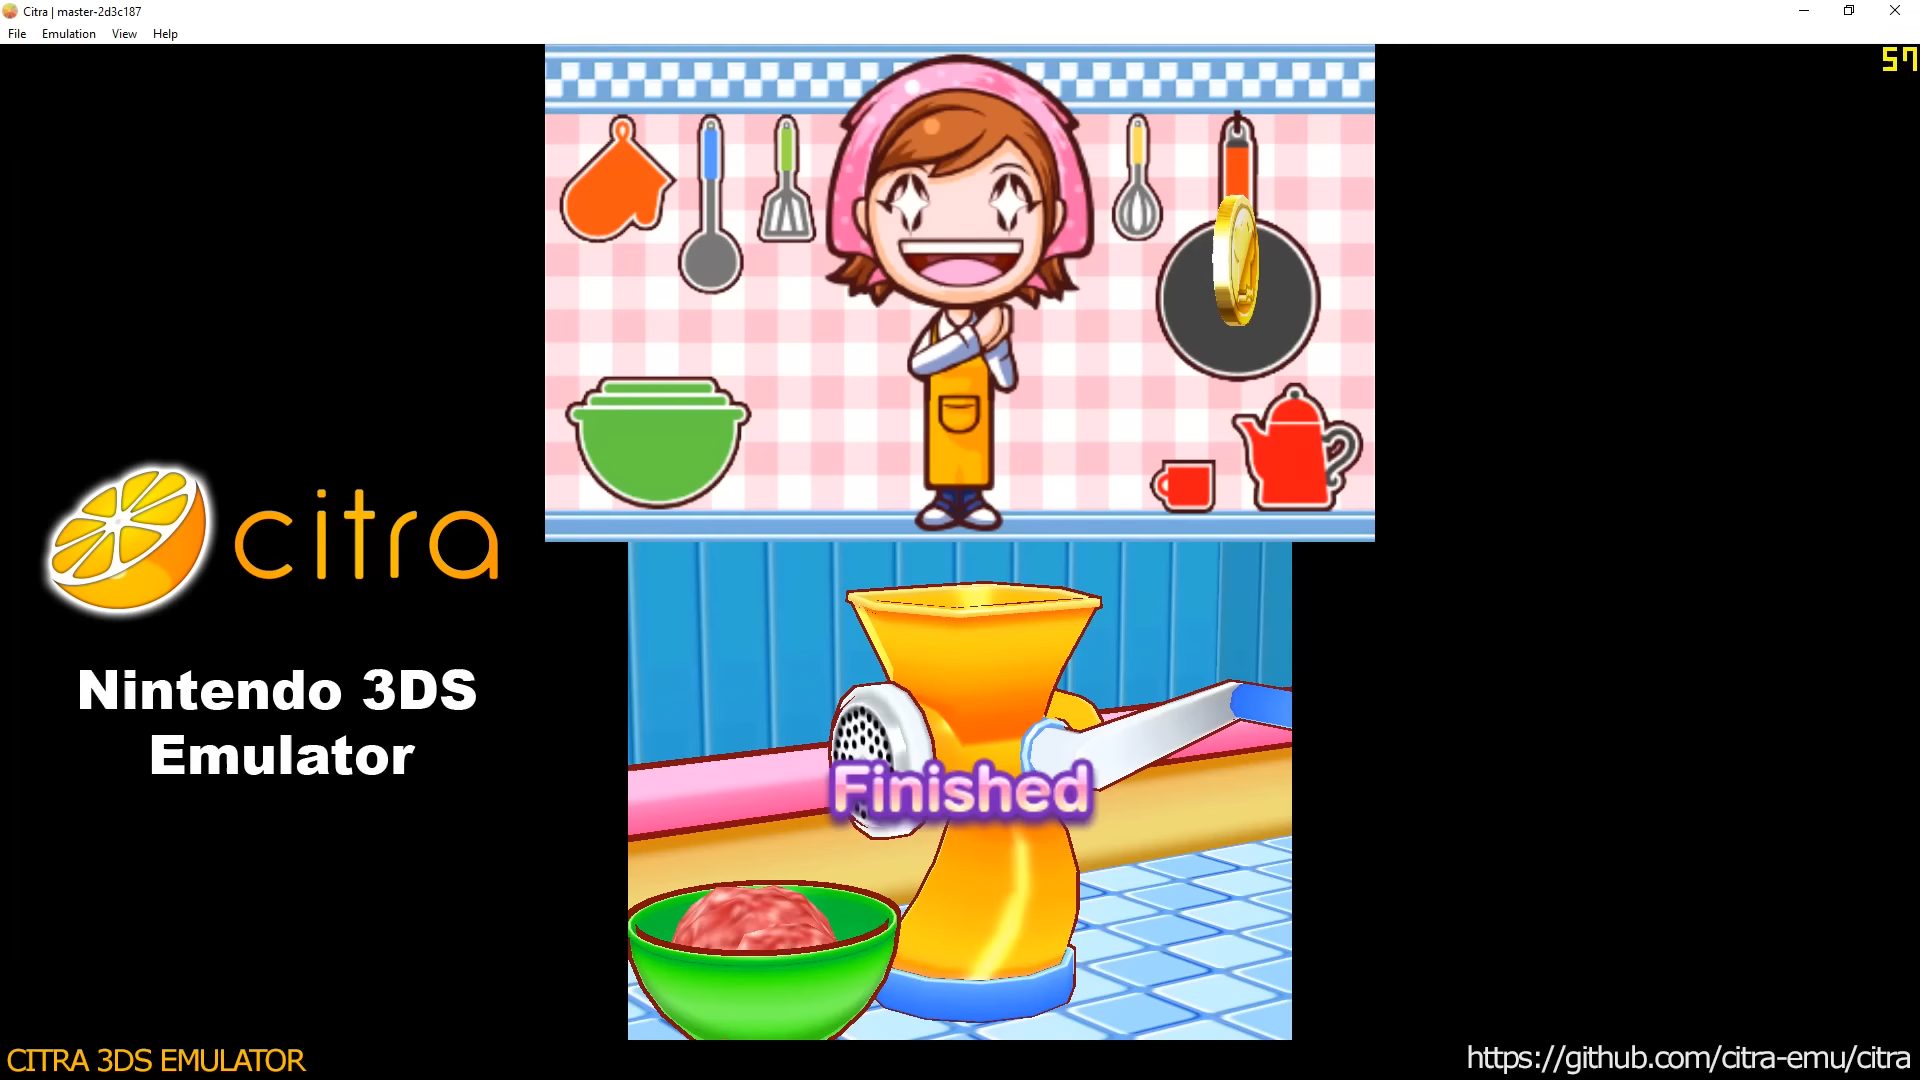 Citra | master-2d3c187
File Emulation View Help
57
citra
Nintendo 3DS
Emulator
Finished
CITRA 3DS EMULATOR
https://github.com/citra-emu/citra